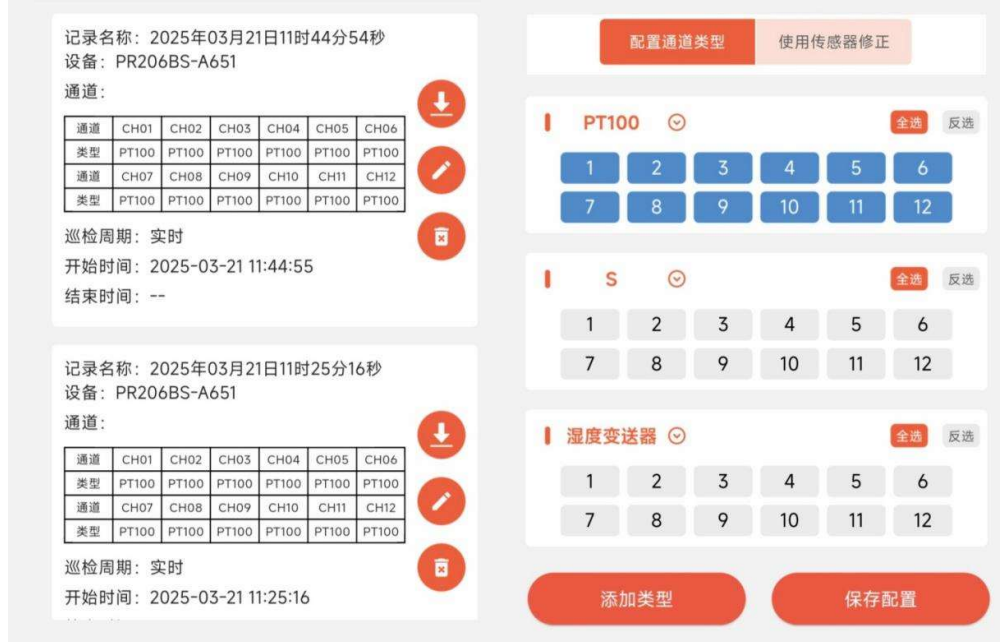 记录名称：2025年03月21日11时44分54秒
设备：PR206BS-A651
通道：
通道 CH01 CH02 CH03 CH04 CH05 CH06
类型 PT100 PT100 PT100 PT100 PT100 PT100
通道 CH07 CH08 CH09 CH10 CH11 CH12
类型 PT100 PT100 PT100 PT100 PT100 PT100
巡检周期：实时
开始时间：2025-03-21 11:44:55
结束时间：--
记录名称：2025年03月21日11时25分16秒
设备：PR206BS-A651
通道：
通道 CH01 CH02 CH03 CH04 CH05 CH06
类型 PT100 PT100 PT100 PT100 PT100 PT100
通道 CH07 CH08 CH09 CH10 CH11 CH12
类型 PT100 PT100 PT100 PT100 PT100 PT100
巡检周期：实时
开始时间：2025-03-21 11:25:16
配置通道类型 使用传感器修正
PT100 全选 反选
1 2 3 4 5 6
7 8 9 10 11 12
S 全选 反选
1 2 3 4 5 6
7 8 9 10 11 12
湿度变送器 全选 反选
1 2 3 4 5 6
7 8 9 10 11 12
添加类型 保存配置